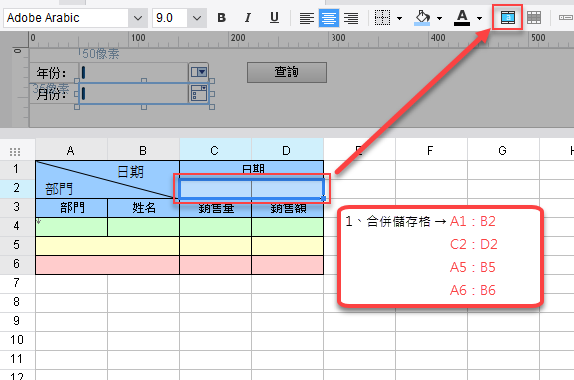 Adobe Arabic 9.0 B I U A
0 100 200 300 400 500
50像素
年份： 查詢
35像素
月份：
A B C D E F G H
1 日期 日期
2 部門
3 部門 姓名 銷售量 銷售額
4
5
6
7
8
9
10
11
12
1、合併儲存格 → A1：B2
C2：D2
A5：B5
A6：B6